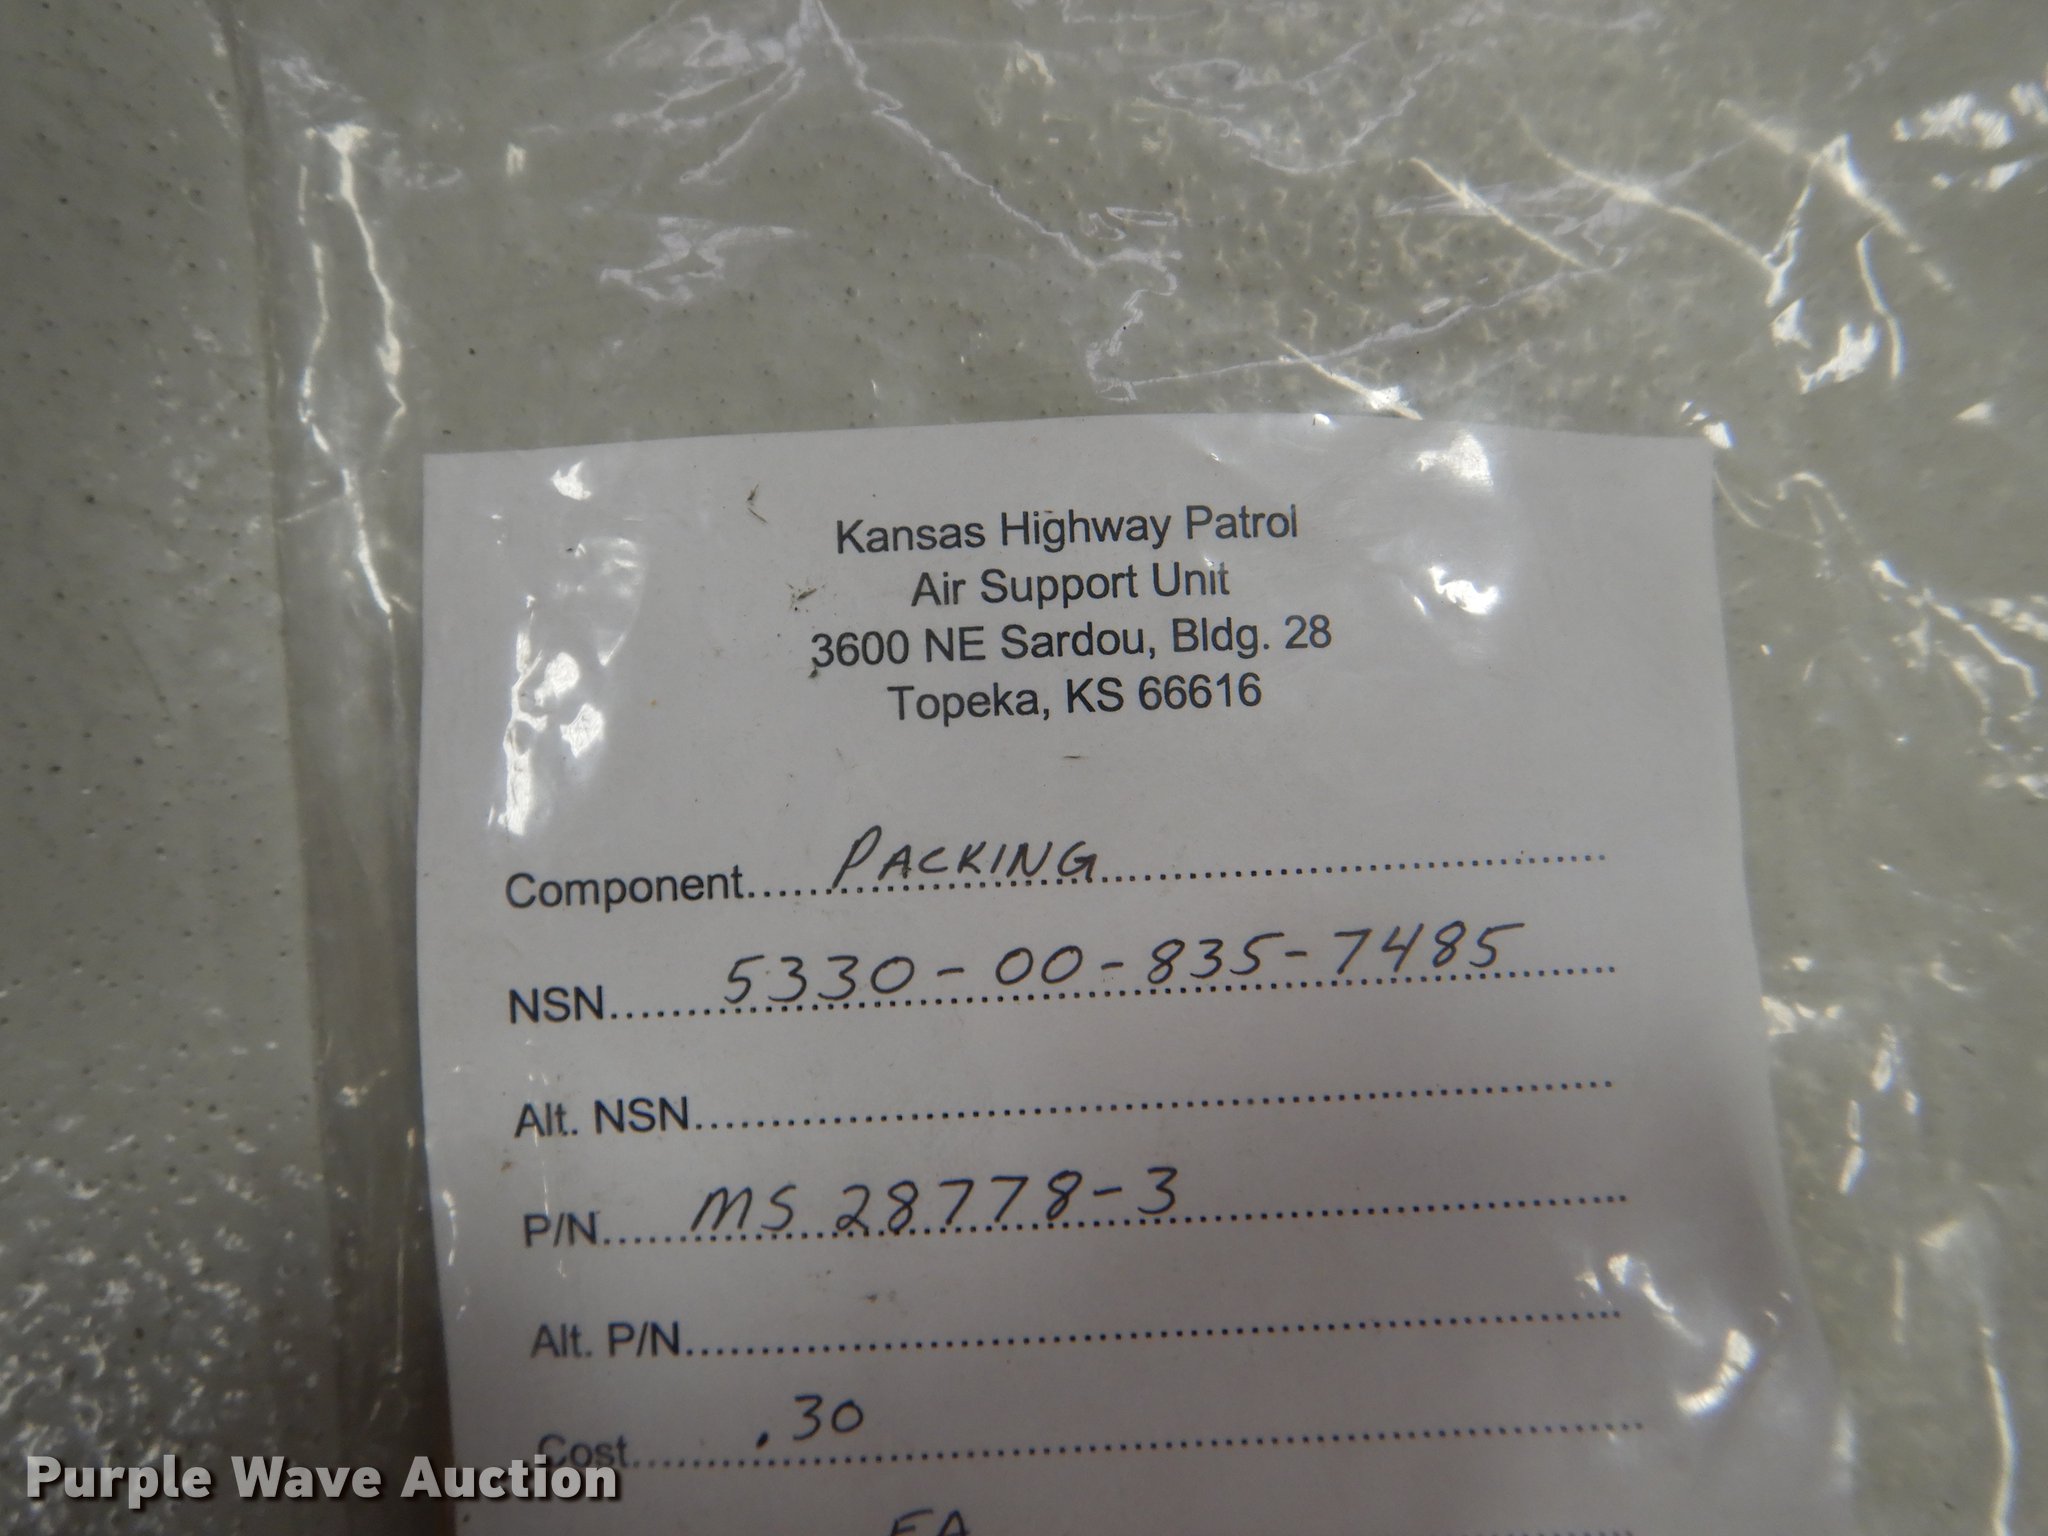 Kansas Highway Patrol
Air Support Unit
3600 NE Sardou, Bldg. 28
Topeka, KS 66616
Component.....PACKING
NSN.....5330-00-835-7485
Alt. NSN.....
P/N.....MS 28778-3
Alt. P/N.....
Cost......30
EA
Purple Wave Auction